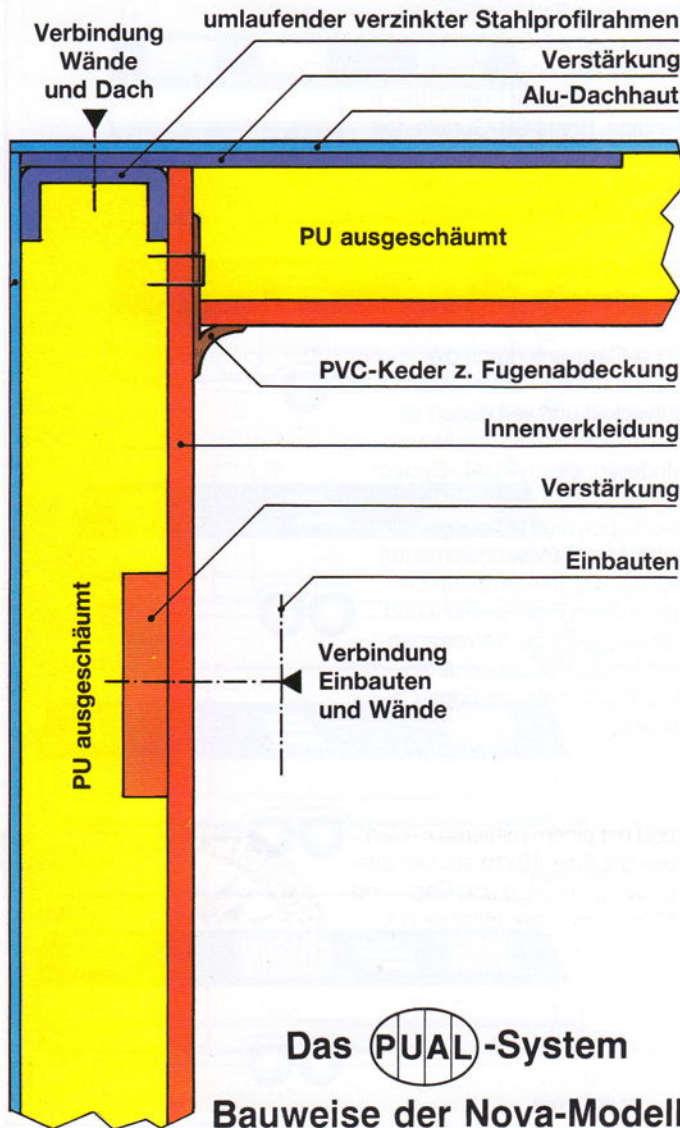 umlaufender verzinkter Stahlprofilrahmen
Verbindung
Wände
und Dach
Verstärkung
Alu-Dachhaut
PU ausgeschäumt
PVC-Keder z. Fugenabdeckung
Innenverkleidung
Verstärkung
Einbauten
PU ausgeschäumt
Verbindung
Einbauten
und Wände
Das PUAL-System
Bauweise der Nova-Modell